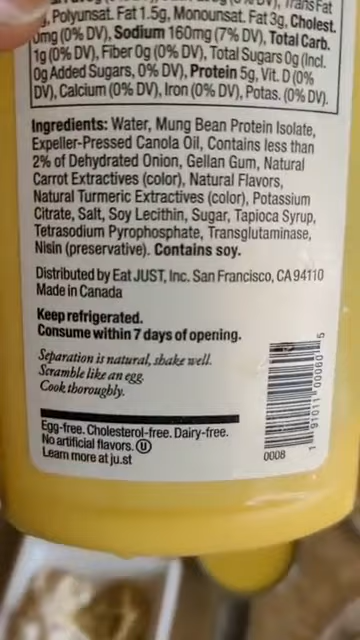 Trans Fat
g, Polyunsat. Fat 1.5g, Monounsat. Fat 3g, Cholest.
0mg (0% DV), Sodium 160mg (7% DV), Total Carb.
1g (0% DV), Fiber 0g (0% DV), Total Sugars 0g (Incl.
0g Added Sugars, 0% DV), Protein 5g, Vit. D (0%
DV), Calcium (0% DV), Iron (0% DV), Potas. (0% DV).
Ingredients: Water, Mung Bean Protein Isolate,
Expeller-Pressed Canola Oil, Contains less than
2% of Dehydrated Onion, Gellan Gum, Natural
Carrot Extractives (color), Natural Flavors,
Natural Turmeric Extractives (color), Potassium
Citrate, Salt, Soy Lecithin, Sugar, Tapioca Syrup,
Tetrasodium Pyrophosphate, Transglutaminase,
Nisin (preservative). Contains soy.
Distributed by Eat JUST, Inc. San Francisco, CA 94110
Made in Canada
Keep refrigerated.
Consume within 7 days of opening.
Separation is natural, shake well.
Scramble like an egg.
Cook thoroughly.
Egg-free. Cholesterol-free. Dairy-free.
No artificial flavors. U
Learn more at ju.st
0008
1 91011 00060 5